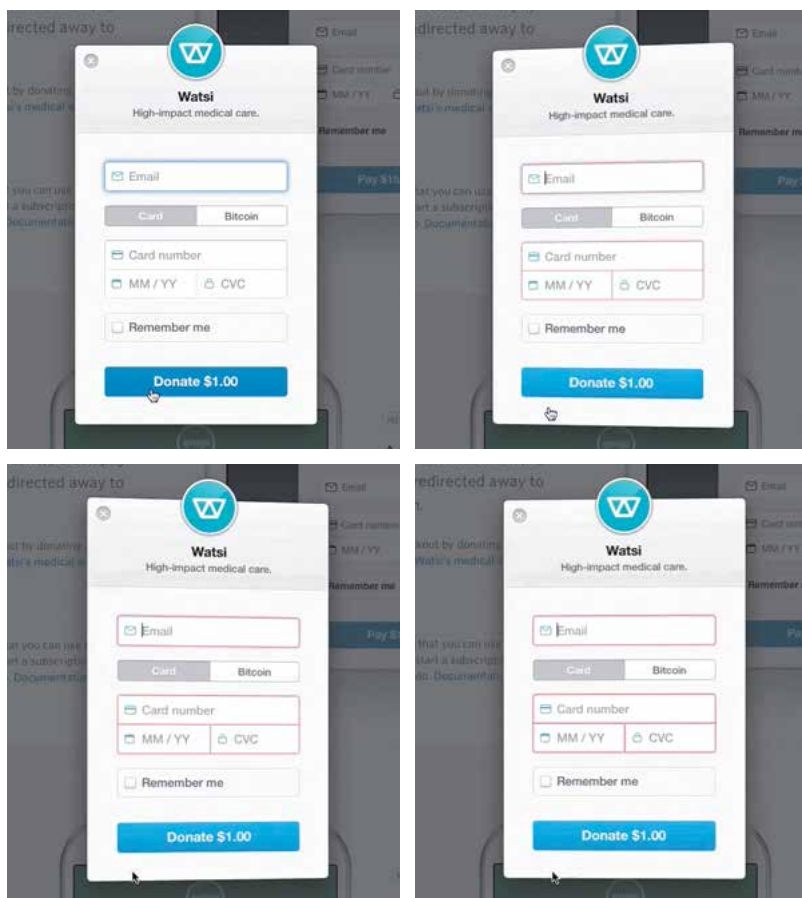 directed away to
Email
Card number
MM / YY
Remember me
Watsi
High-impact medical care.
Email
Card
Bitcoin
Card number
MM / YY
CVC
Remember me
Donate $1.00
directed away to
Email
MM / YY
Remember me
Watsi
High-impact medical care.
Email
Card
Bitcoin
Card number
MM / YY
CVC
Remember me
Donate $1.00
directed away to
Email
MM / YY
Remember me
Watsi
High-impact medical care.
Email
Card
Bitcoin
Card number
MM / YY
CVC
Remember me
Donate $1.00
redirected away to
Email
MM / YY
Remember me
Watsi
High-impact medical care.
that you can use
Email
Card
Bitcoin
Card number
MM / YY
CVC
Remember me
Donate $1.00